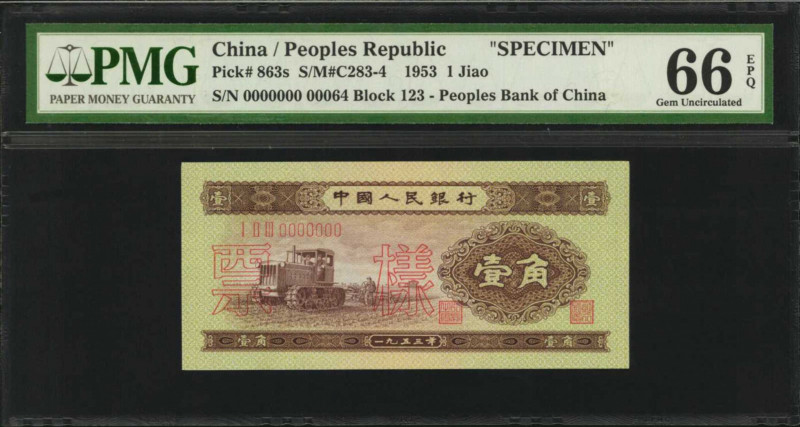 PMG
PAPER MONEY GUARANTY
China / Peoples Republic "SPECIMEN"
Pick# 863s S/M#C283-4 1953 1 Jiao
S/N 0000000 00064 Block 123 - Peoples Bank of China
66 EPQ
Gem Uncirculated
壹 中國人民銀行 壹
I II III 0000000
票樣
壹角
壹角 一九五三年 壹角